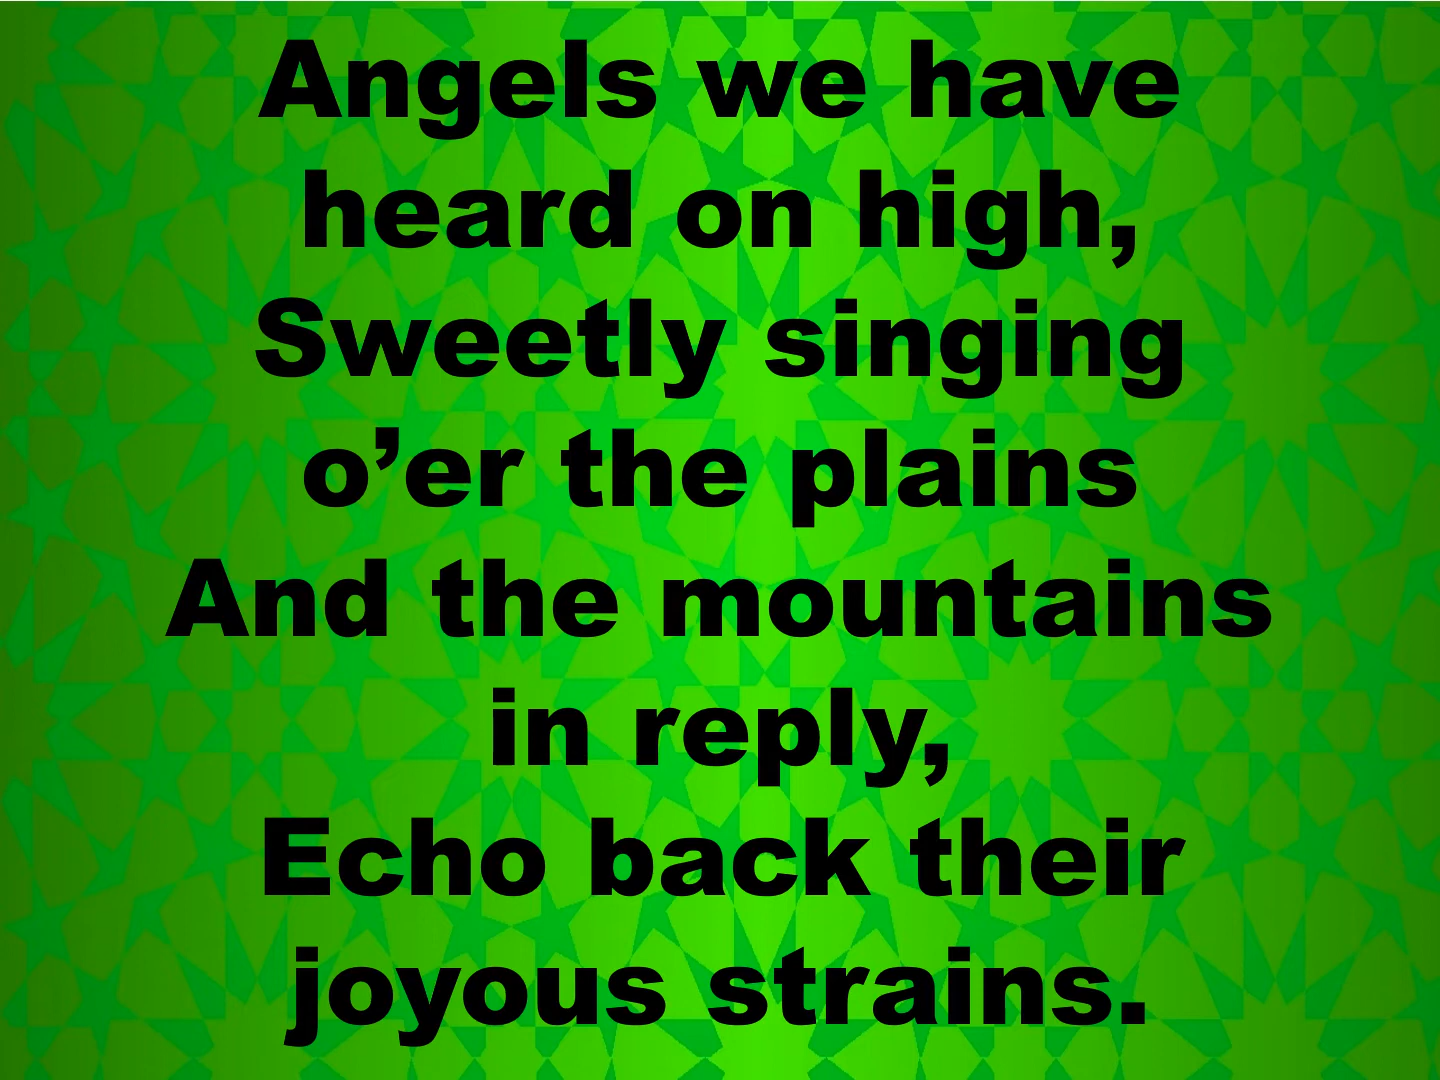 Angels we have
heard on high,
Sweetly singing
o’er the plains
And the mountains
in reply,
Echo back their
joyous strains.